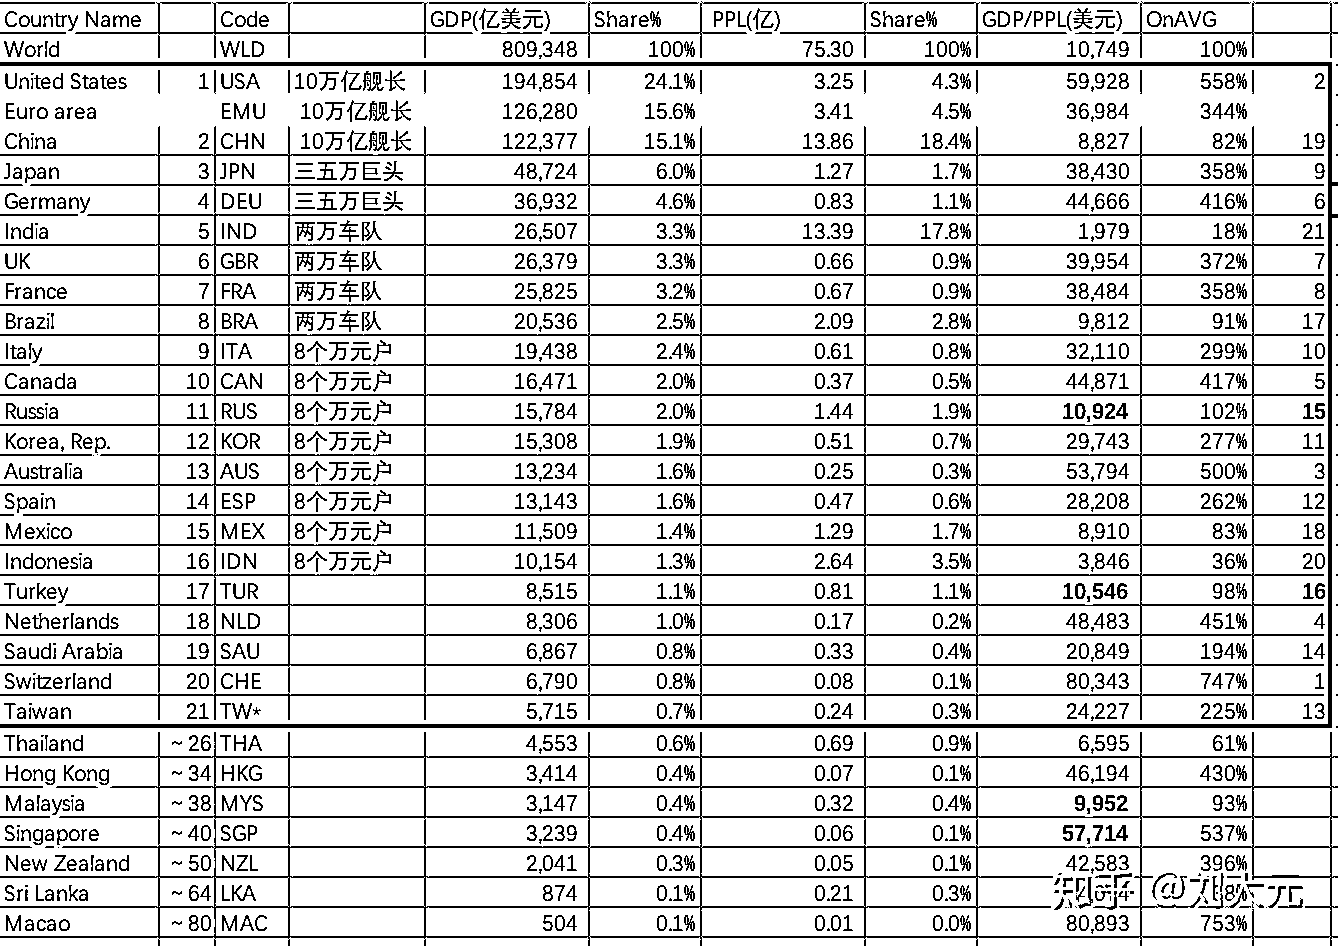 Country Name Code GDP(亿美元) Share% PPL(亿) Share% GDP/PPL(美元) OnAVG
World WLD 809,348 100% 75.30 100% 10,749 100%
United States 1 USA 10万亿舰长 194,854 24.1% 3.25 4.3% 59,928 558% 2
Euro area EMU 10万亿舰长 126,280 15.6% 3.41 4.5% 36,984 344%
China 2 CHN 10万亿舰长 122,377 15.1% 13.86 18.4% 8,827 82% 19
Japan 3 JPN 三五万巨头 48,724 6.0% 1.27 1.7% 38,430 358% 9
Germany 4 DEU 三五万巨头 36,932 4.6% 0.83 1.1% 44,666 416% 6
India 5 IND 两万车队 26,507 3.3% 13.39 17.8% 1,979 18% 21
UK 6 GBR 两万车队 26,379 3.3% 0.66 0.9% 39,954 372% 7
France 7 FRA 两万车队 25,825 3.2% 0.67 0.9% 38,484 358% 8
Brazil 8 BRA 两万车队 20,536 2.5% 2.09 2.8% 9,812 91% 17
Italy 9 ITA 8个万元户 19,438 2.4% 0.61 0.8% 32,110 299% 10
Canada 10 CAN 8个万元户 16,471 2.0% 0.37 0.5% 44,871 417% 5
Russia 11 RUS 8个万元户 15,784 2.0% 1.44 1.9% 10,924 102% 15
Korea, Rep. 12 KOR 8个万元户 15,308 1.9% 0.51 0.7% 29,743 277% 11
Australia 13 AUS 8个万元户 13,234 1.6% 0.25 0.3% 53,794 500% 3
Spain 14 ESP 8个万元户 13,143 1.6% 0.47 0.6% 28,208 262% 12
Mexico 15 MEX 8个万元户 11,509 1.4% 1.29 1.7% 8,910 83% 18
Indonesia 16 IDN 8个万元户 10,154 1.3% 2.64 3.5% 3,846 36% 20
Turkey 17 TUR 8,515 1.1% 0.81 1.1% 10,546 98% 16
Netherlands 18 NLD 8,306 1.0% 0.17 0.2% 48,483 451% 4
Saudi Arabia 19 SAU 6,867 0.8% 0.33 0.4% 20,849 194% 14
Switzerland 20 CHE 6,790 0.8% 0.08 0.1% 80,343 747% 1
Taiwan 21 TW* 5,715 0.7% 0.24 0.3% 24,227 225% 13
Thailand ~26 THA 4,553 0.6% 0.69 0.9% 6,595 61%
Hong Kong ~34 HKG 3,414 0.4% 0.07 0.1% 46,194 430%
Malaysia ~38 MYS 3,147 0.4% 0.32 0.4% 9,952 93%
Singapore ~40 SGP 3,239 0.4% 0.06 0.1% 57,714 537%
New Zealand ~50 NZL 2,041 0.3% 0.05 0.1% 42,583 396%
Sri Lanka ~64 LKA 874 0.1% 0.21 0.3%
知乎 @刘大元
Macao ~80 MAC 504 0.1% 0.01 0.0% 80,893 753%